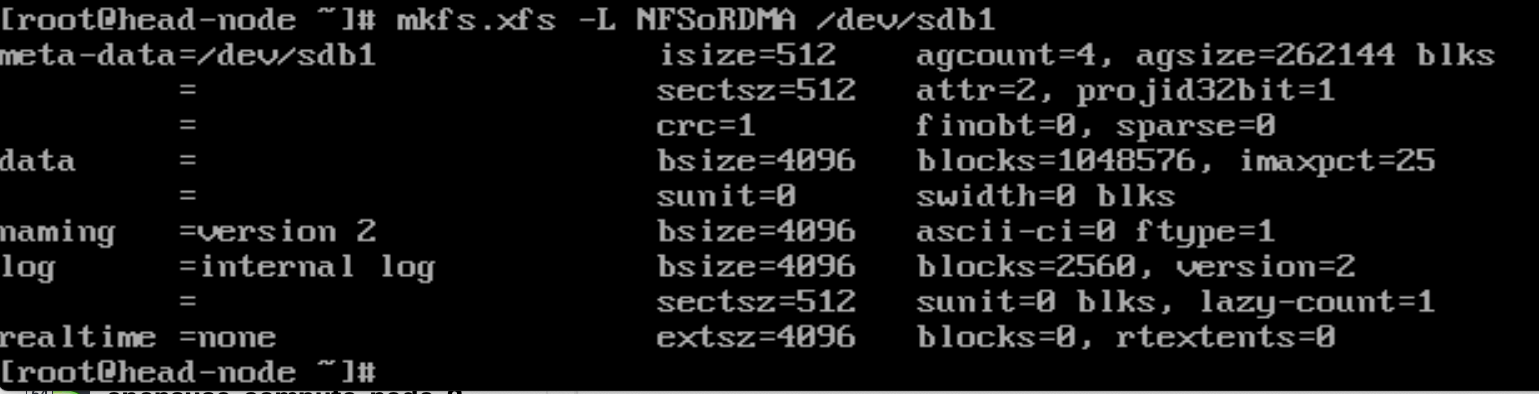 [root@head-node ~]# mkfs.xfs -L NFSoRDMA /dev/sdb1
meta-data=/dev/sdb1 isize=512 agcount=4, agsize=262144 blks
= sectsz=512 attr=2, projid32bit=1
= crc=1 finobt=0, sparse=0
data = bsize=4096 blocks=1048576, imaxpct=25
= sunit=0 swidth=0 blks
naming =version 2 bsize=4096 ascii-ci=0 ftype=1
log =internal log bsize=4096 blocks=2560, version=2
= sectsz=512 sunit=0 blks, lazy-count=1
realtime =none extsz=4096 blocks=0, rtextents=0
[root@head-node ~]#